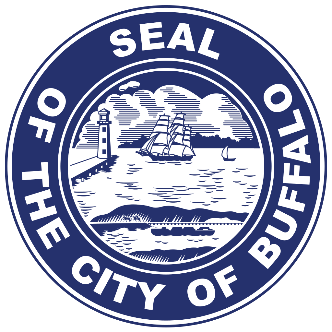 SEAL OF THE CITY OF BUFFALO